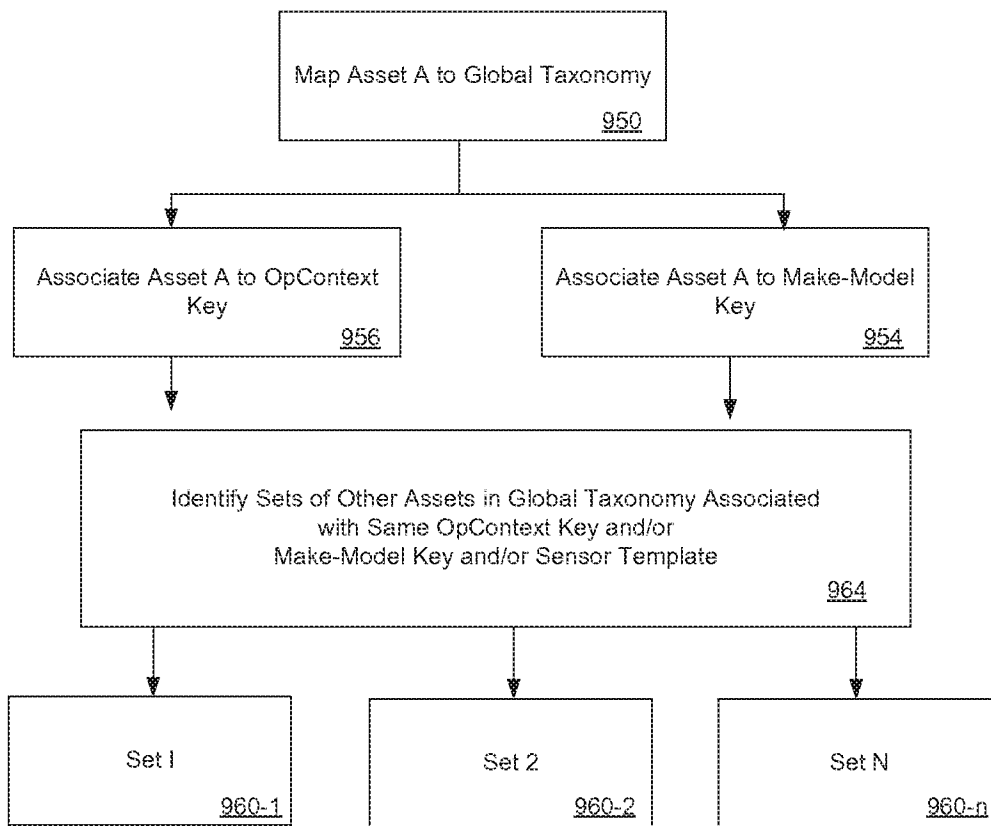 Map Asset A to Global Taxonomy
950
Associate Asset A to OpContext
Key
956
Associate Asset A to Make-Model
Key
954
Identify Sets of Other Assets in Global Taxonomy Associated
with Same OpContext Key and/or
Make-Model Key and/or Sensor Template
964
Set I
960-1
Set 2
960-2
Set N
960-n